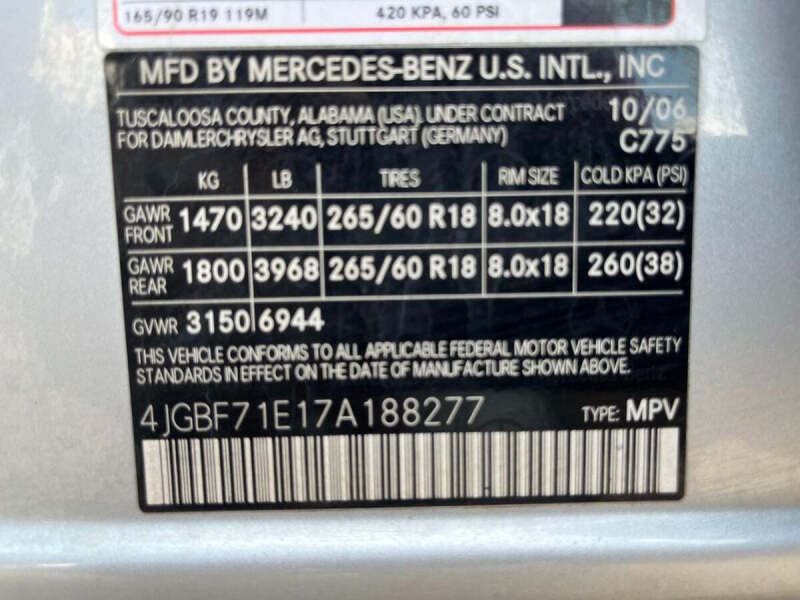 165/90 R19 119M 420 KPA, 60 PSI
MFD BY MERCEDES-BENZ U.S. INTL., INC
TUSCALOOSA COUNTY, ALABAMA (USA). UNDER CONTRACT 10/06
FOR DAIMLERCHRYSLER AG, STUTTGART (GERMANY) C775
KG LB TIRES RIM SIZE COLD KPA (PSI)
GAWR FRONT 1470 3240 265/60 R18 8.0x18 220(32)
GAWR REAR 1800 3968 265/60 R18 8.0x18 260(38)
GVWR 3150 6944
THIS VEHICLE CONFORMS TO ALL APPLICABLE FEDERAL MOTOR VEHICLE SAFETY
STANDARDS IN EFFECT ON THE DATE OF MANUFACTURE SHOWN ABOVE.
4JGBF71E17A188277 TYPE: MPV